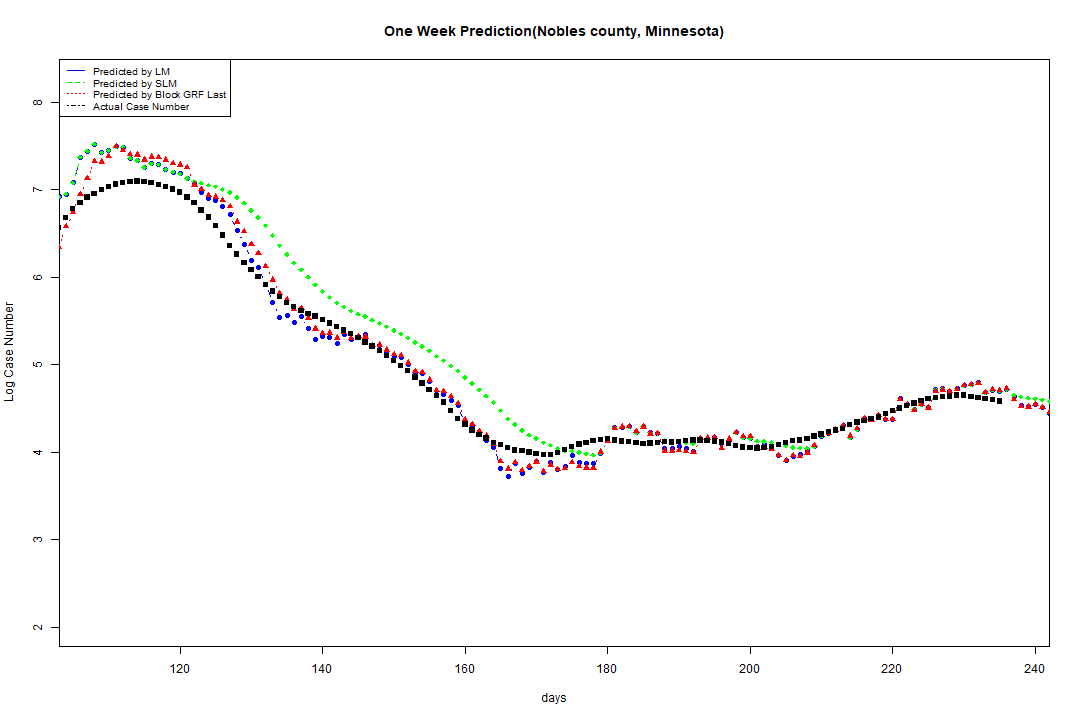 One Week Prediction(Nobles county, Minnesota)
Predicted by LM
Predicted by SLM
Predicted by Block GRF Last
Actual Case Number
Log Case Number
8
7
6
5
4
3
2
120 140 160 180 200 220 240
days